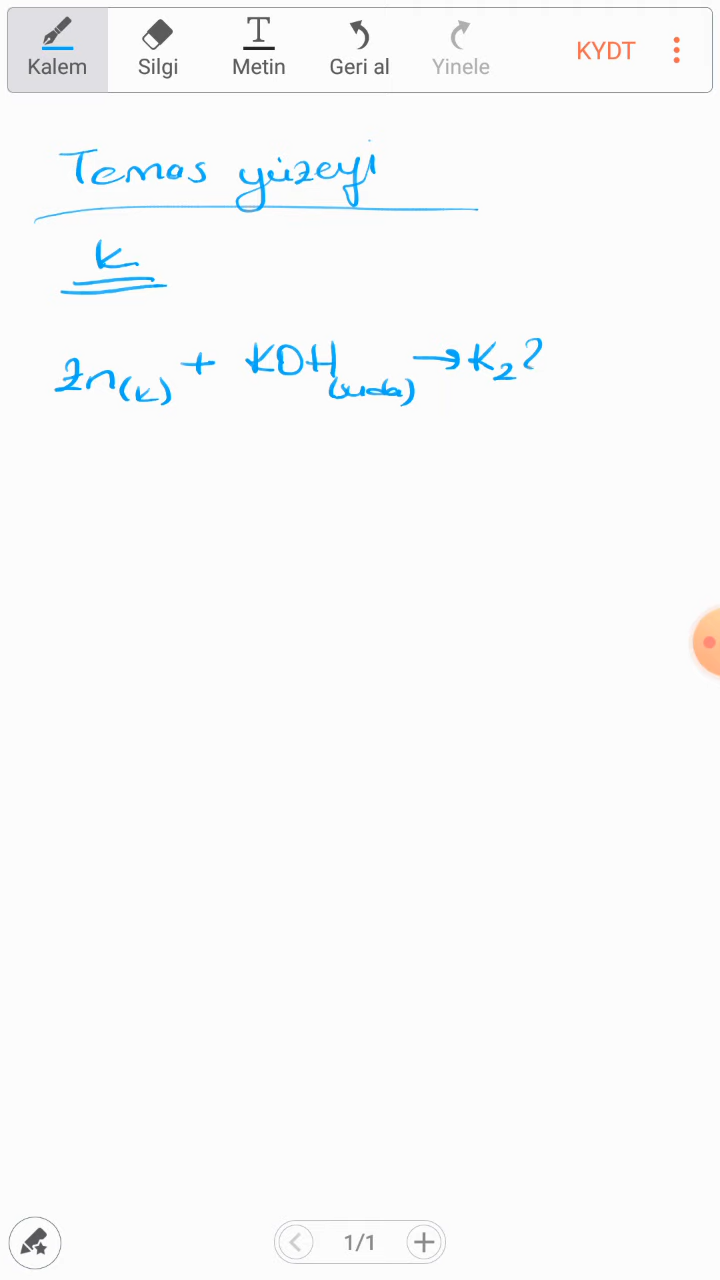 Kalem Silgi Metin Geri al Yinele KYDT
Temas yüzeyi
k
Zn(k) + KOH(suda) → K2
1/1